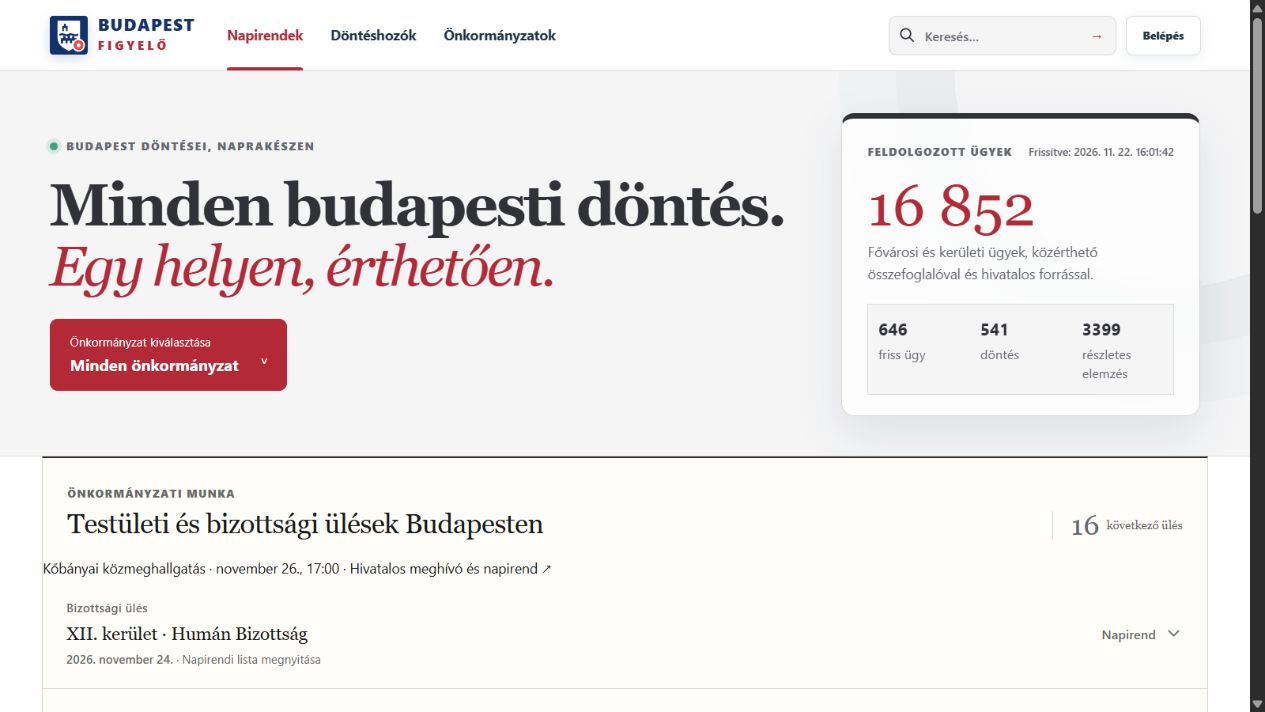 BUDAPEST
FIGYELŐ
Napirendek
Döntéshozók
Önkormányzatok
Keresés...
→
Belépés
BUDAPEST DÖNTÉSEI, NAPRAKÉSZEN
Minden budapesti döntés.
Egy helyen, érthetően.
Önkormányzat kiválasztása
Minden önkormányzat
FELDOLGOZOTT ÜGYEK Frissítve: 2026. 11. 22. 16:01:42
16 852
Fővárosi és kerületi ügyek, közérthető
összefoglalóval és hivatalos forrással.
646
friss ügy
541
döntés
3399
részletes
elemzés
ÖNKORMÁNYZATI MUNKA
Testületi és bizottsági ülések Budapesten
16 következő ülés
Kőbányai közmeghallgatás · november 26., 17:00 · Hivatalos meghívó és napirend ↗
Bizottsági ülés
XII. kerület · Humán Bizottság
2026. november 24. · Napirendi lista megnyitása
Napirend